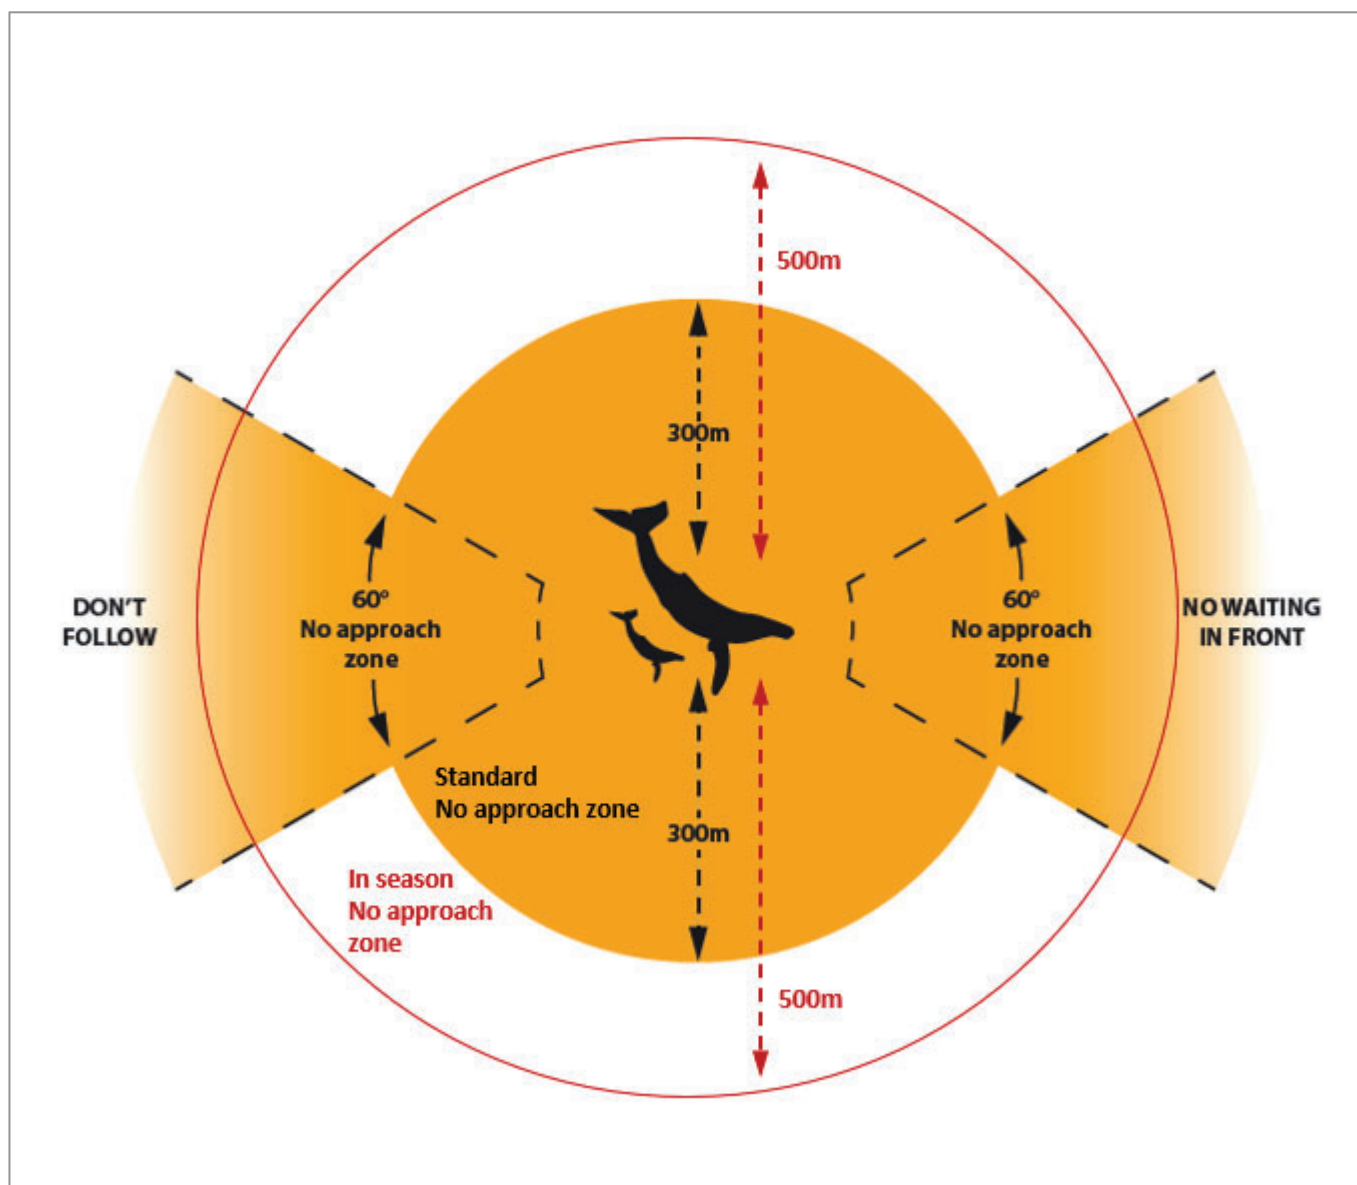 500m
300m
60°
No approach
zone
60°
No approach
zone
DON'T
FOLLOW
NO WAITING
IN FRONT
Standard
No approach zone
300m
In season
No approach
zone
500m